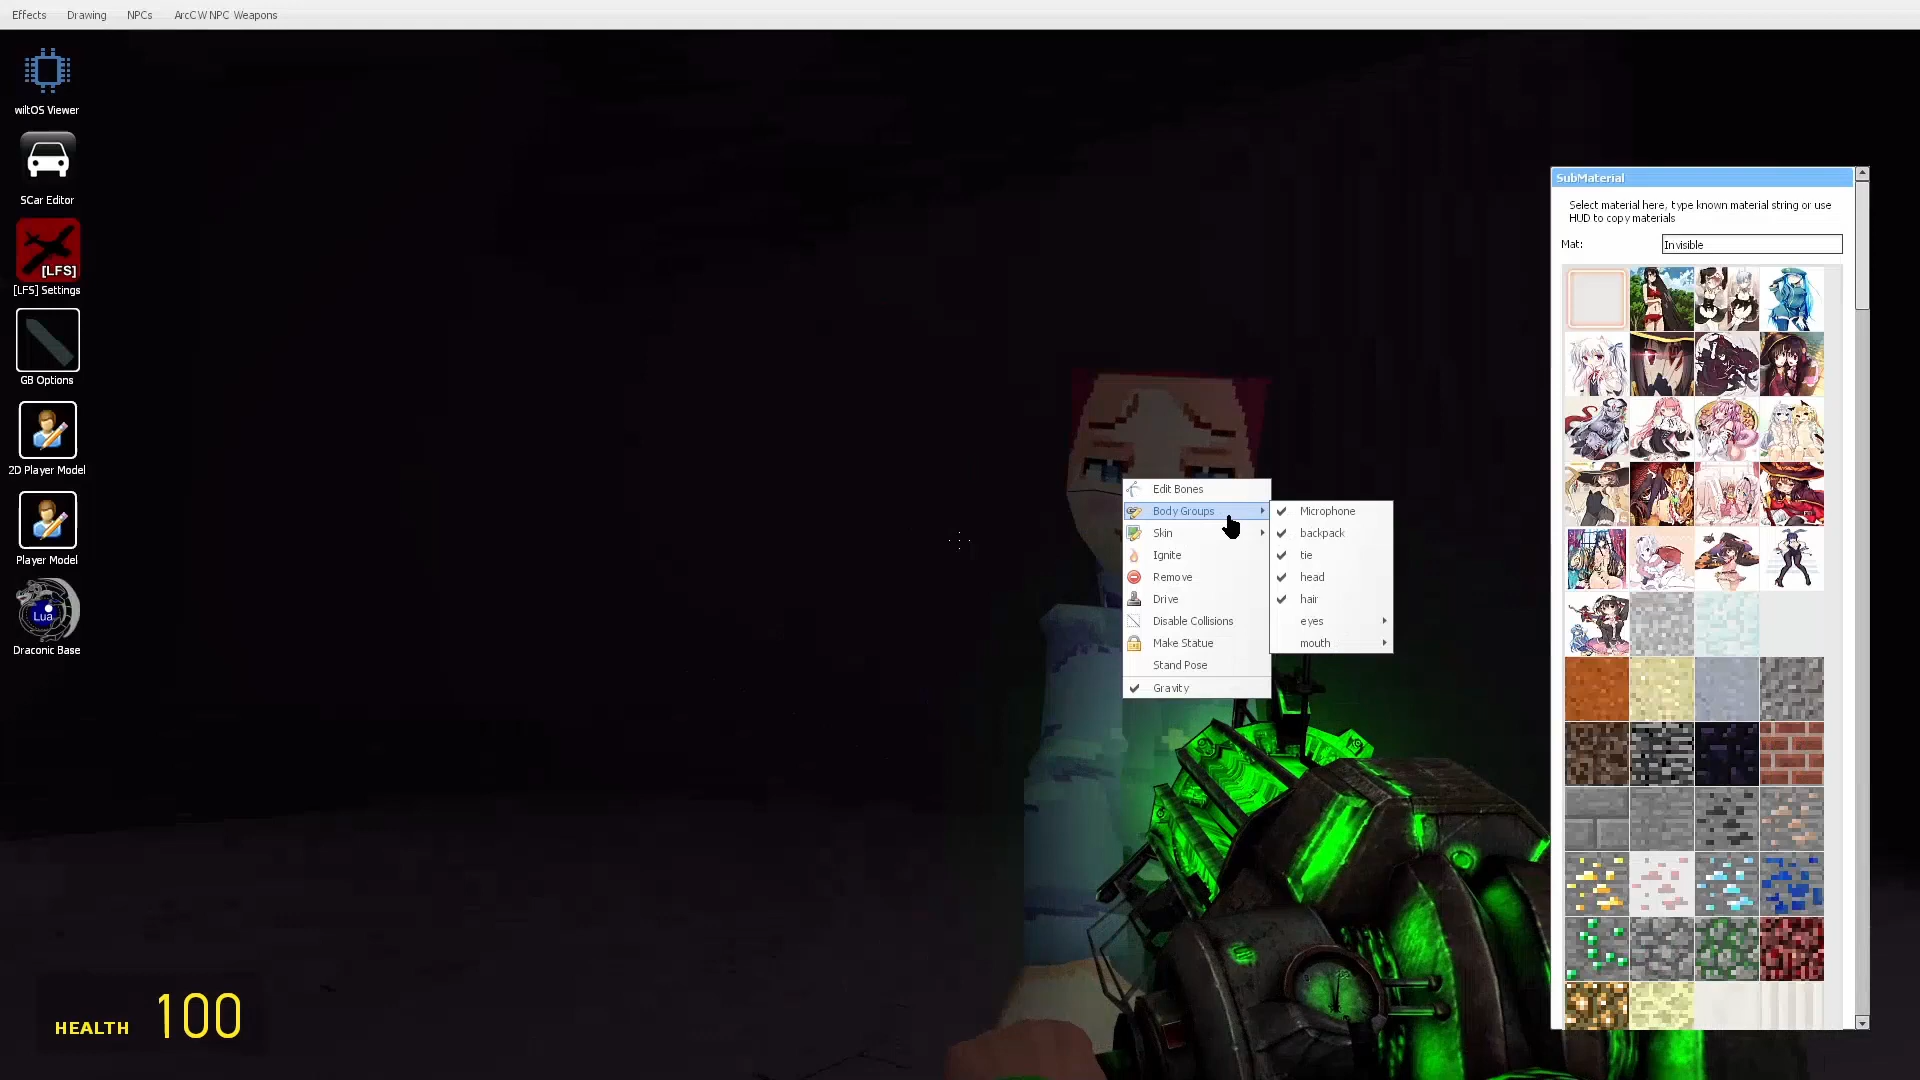 Effects Drawing NPCs ArcCW NPC Weapons
wiltOS Viewer
SCar Editor
[LFS]
[LFS] Settings
GB Options
2D Player Model
Player Model
Lua
Draconic Base
HEALTH 100
Edit Bones
Body Groups
Skin
Ignite
Remove
Drive
Disable Collisions
Make Statue
Stand Pose
Gravity
Microphone
backpack
tie
head
hair
eyes
mouth
SubMaterial
Select material here, type known material string or use
HUD to copy materials
Mat: Invisible